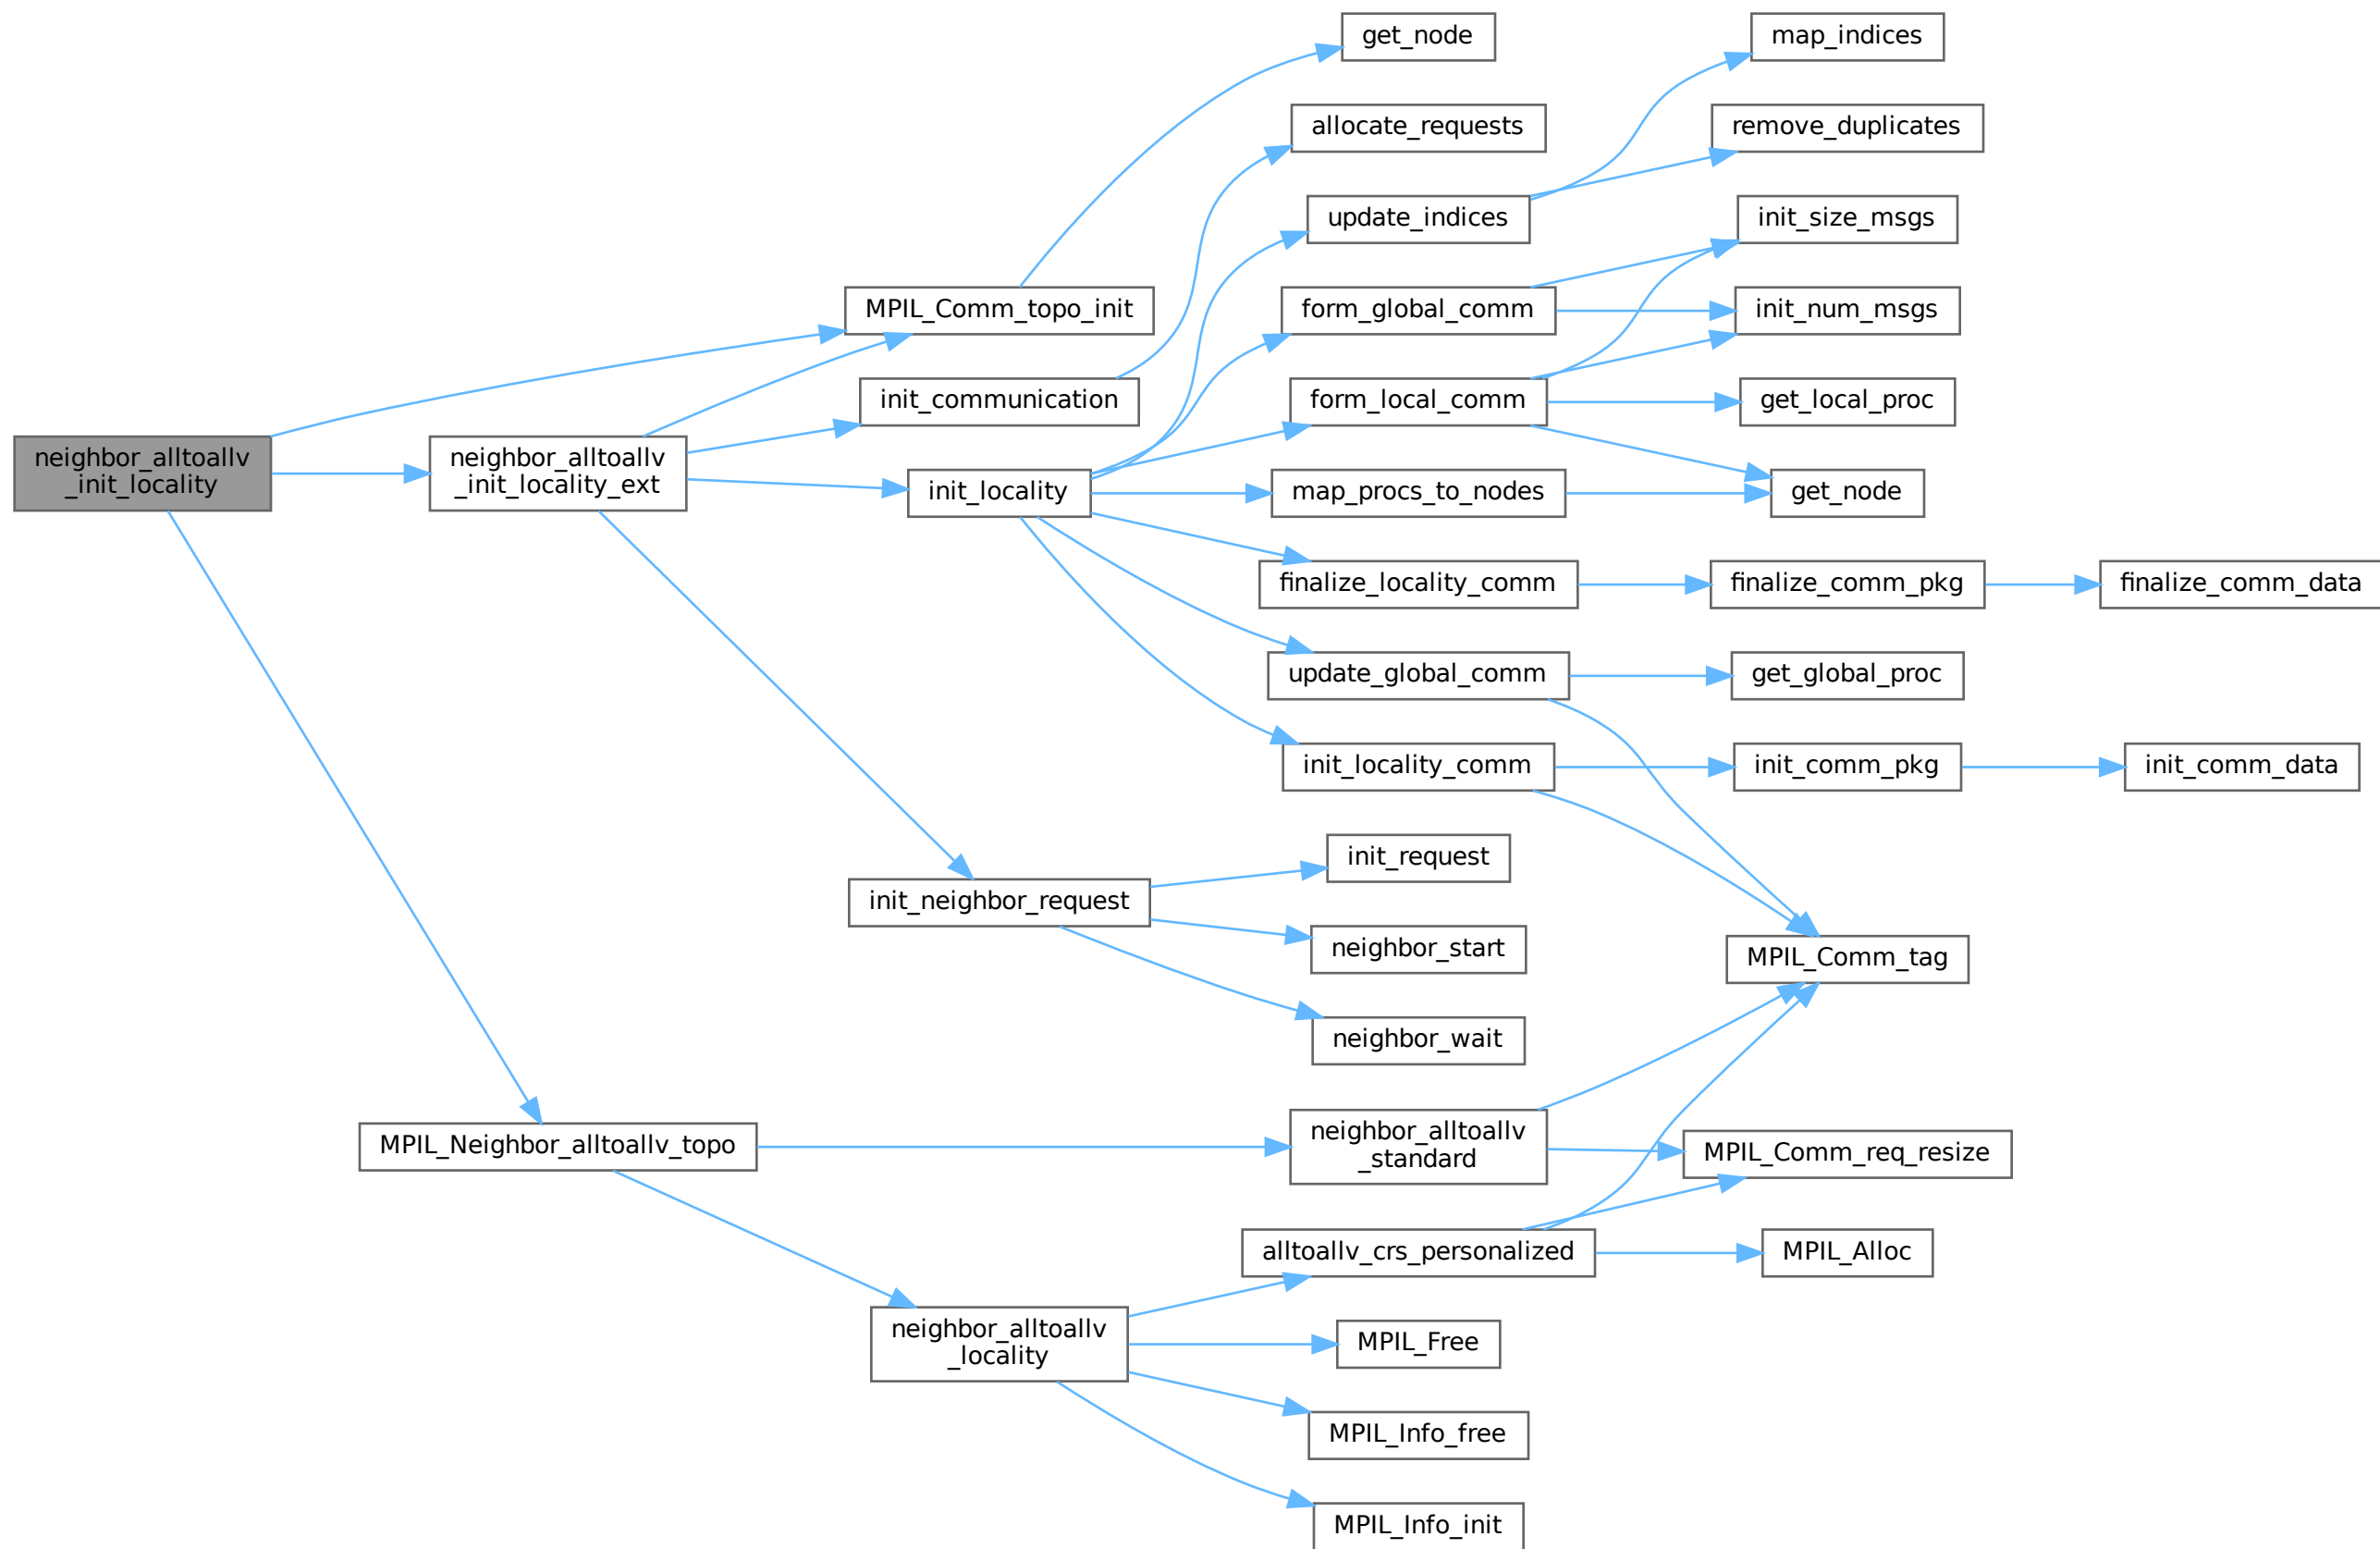 get_node
map_indices
allocate_requests
remove_duplicates
update_indices
init_size_msgs
MPIL_Comm_topo_init
form_global_comm
init_num_msgs
init_communication
form_local_comm
get_local_proc
neighbor_alltoallv
_init_locality
neighbor_alltoallv
_init_locality_ext
init_locality
map_procs_to_nodes
get_node
finalize_locality_comm
finalize_comm_pkg
finalize_comm_data
update_global_comm
get_global_proc
init_locality_comm
init_comm_pkg
init_comm_data
init_request
init_neighbor_request
neighbor_start
MPIL_Comm_tag
neighbor_wait
MPIL_Neighbor_alltoallv_topo
neighbor_alltoallv
_standard
MPIL_Comm_req_resize
alltoallv_crs_personalized
MPIL_Alloc
neighbor_alltoallv
_locality
MPIL_Free
MPIL_Info_free
MPIL_Info_init